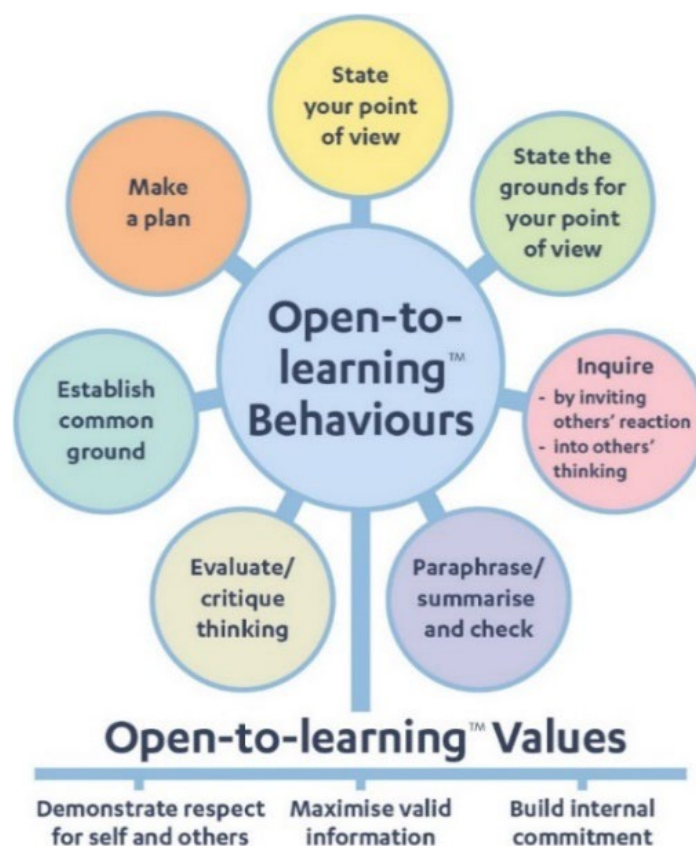 Open-to-
learning™
Behaviours
State
your point
of view
State the
grounds for
your point
of view
Inquire
- by inviting
others' reaction
- into others'
thinking
Paraphrase/
summarise
and check
Evaluate/
critique
thinking
Establish
common
ground
Make
a plan
Open-to-learning™ Values
Demonstrate respect
for self and others
Maximise valid
information
Build internal
commitment